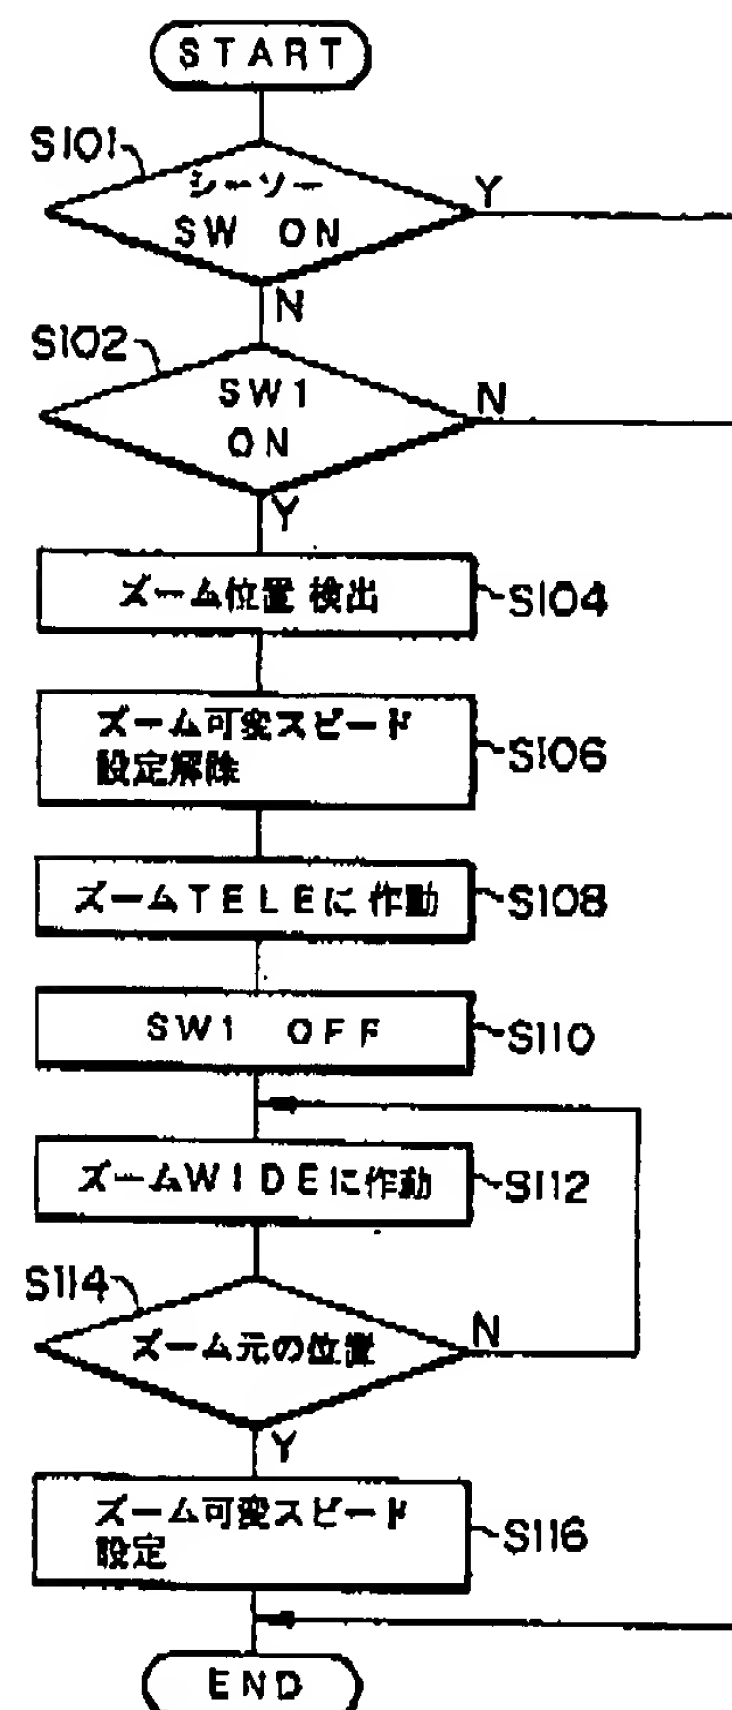 START
S101
シーソー
Y
SW ON
N
S102
SW1
N
ON
Y
ズーム位置検出
S104
ズーム可変スピード
設定解除
S106
ズームTELEに作動
S108
SW1 OFF
S110
ズームWIDEに作動
S112
S114
ズーム元の位置
N
Y
ズーム可変スピード
設定
S116
END